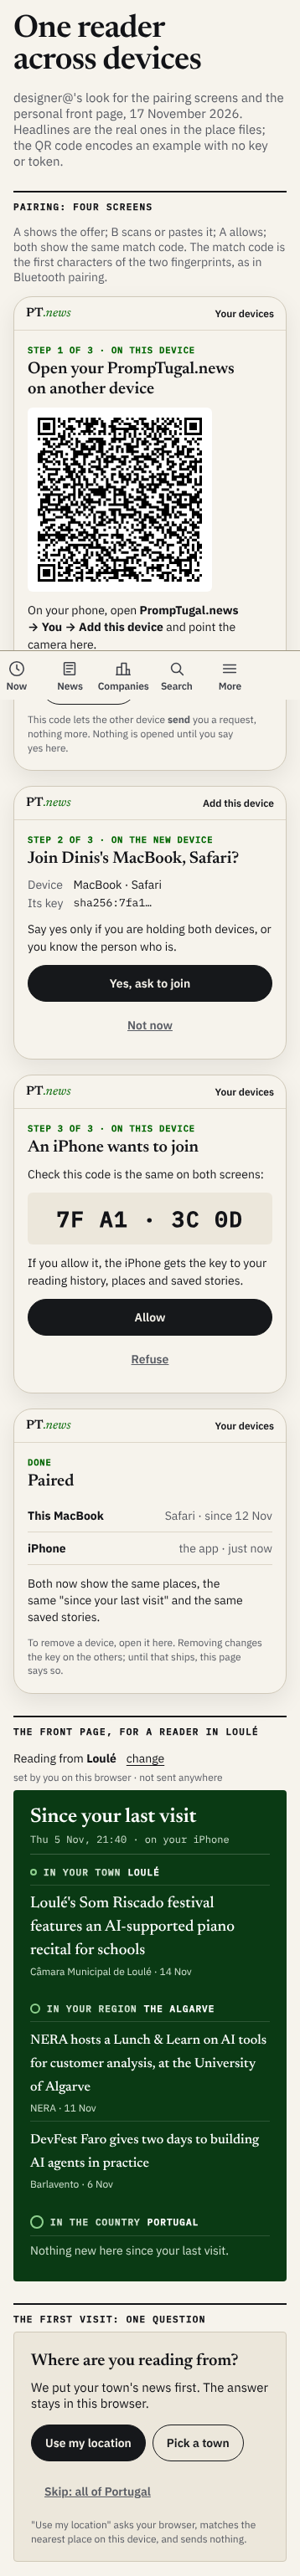 One reader
across devices
designer@'s look for the pairing screens and the
personal front page, 17 November 2026.
Headlines are the real ones in the place files;
the QR code encodes an example with no key
or token.
PAIRING: FOUR SCREENS
A shows the offer; B scans or pastes it; A allows;
both show the same match code. The match code is
the first characters of the two fingerprints, as in
Bluetooth pairing.
PT.news
Your devices
STEP 1 OF 3 · ON THIS DEVICE
Open your PrompTugal.news
on another device
On your phone, open PrompTugal.news
→ You → Add this device and point the
camera here.
Now
News
Companies
Search
More
This code lets the other device send you a request,
nothing more. Nothing is opened until you say
yes here.
PT.news
Add this device
STEP 2 OF 3 · ON THE NEW DEVICE
Join Dinis's MacBook, Safari?
Device MacBook · Safari
Its key sha256:7fa1…
Say yes only if you are holding both devices, or
you know the person who is.
Yes, ask to join
Not now
PT.news
Your devices
STEP 3 OF 3 · ON THIS DEVICE
An iPhone wants to join
Check this code is the same on both screens:
7F A1 · 3C 0D
If you allow it, the iPhone gets the key to your
reading history, places and saved stories.
Allow
Refuse
PT.news
Your devices
DONE
Paired
This MacBook Safari · since 12 Nov
iPhone the app · just now
Both now show the same places, the
same "since your last visit" and the same
saved stories.
To remove a device, open it here. Removing changes
the key on the others; until that ships, this page
says so.
THE FRONT PAGE, FOR A READER IN LOULÉ
Reading from Loulé change
set by you on this browser · not sent anywhere
Since your last visit
Thu 5 Nov, 21:40 · on your iPhone
IN YOUR TOWN LOULÉ
Loulé's Som Riscado festival
features an AI-supported piano
recital for schools
Câmara Municipal de Loulé · 14 Nov
IN YOUR REGION THE ALGARVE
NERA hosts a Lunch & Learn on AI tools
for customer analysis, at the University
of Algarve
NERA · 11 Nov
DevFest Faro gives two days to building
AI agents in practice
Barlavento · 6 Nov
IN THE COUNTRY PORTUGAL
Nothing new here since your last visit.
THE FIRST VISIT: ONE QUESTION
Where are you reading from?
We put your town's news first. The answer
stays in this browser.
Use my location
Pick a town
Skip: all of Portugal
"Use my location" asks your browser, matches the
nearest place on this device, and sends nothing.